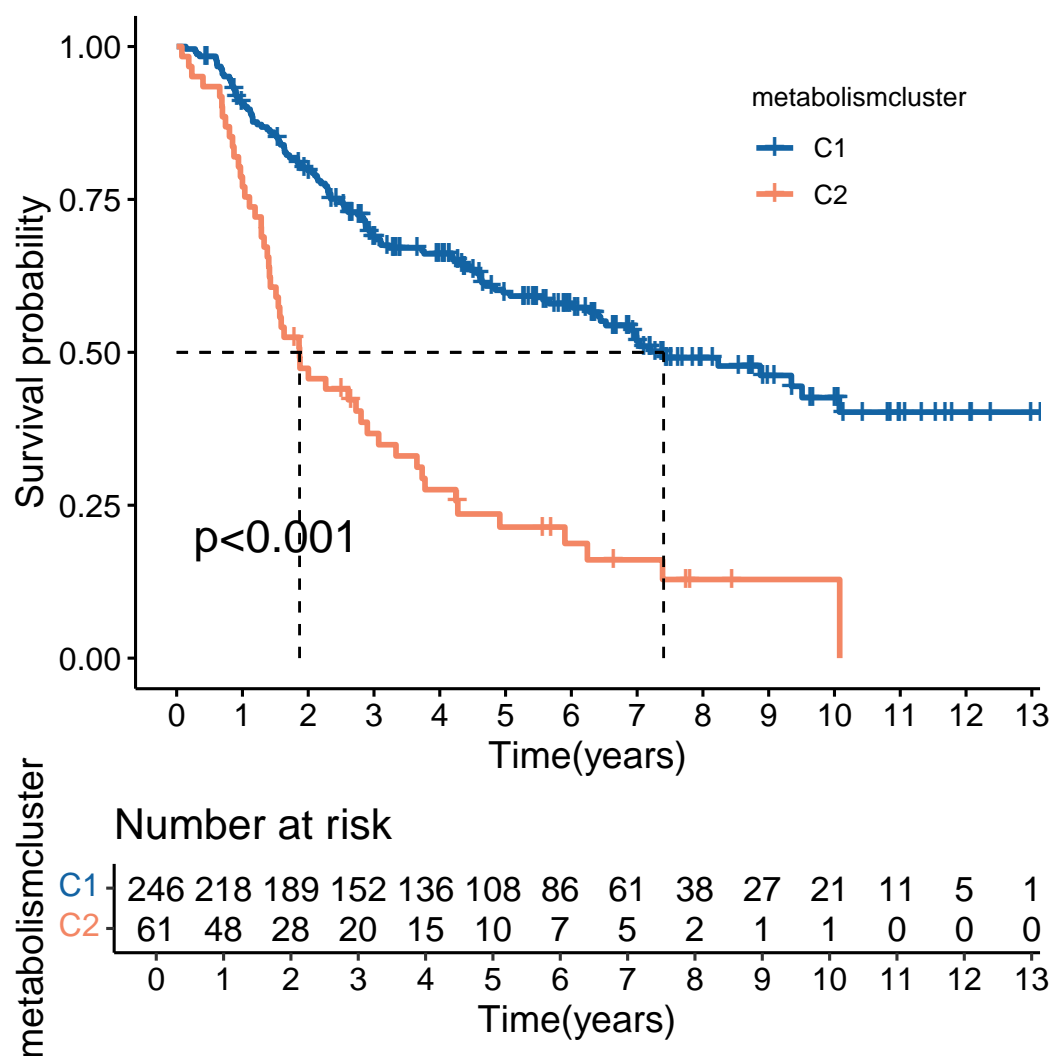 metabolismcluster
C1
C2
Survival probability
1.00
0.75
0.50
0.25
0.00
p<0.001
0 1 2 3 4 5 6 7 8 9 10 11 12 13
Time(years)
Number at risk
metabolismcluster
C1 246 218 189 152 136 108 86 61 38 27 21 11 5 1
C2 61 48 28 20 15 10 7 5 2 1 1 0 0 0
0 1 2 3 4 5 6 7 8 9 10 11 12 13
Time(years)